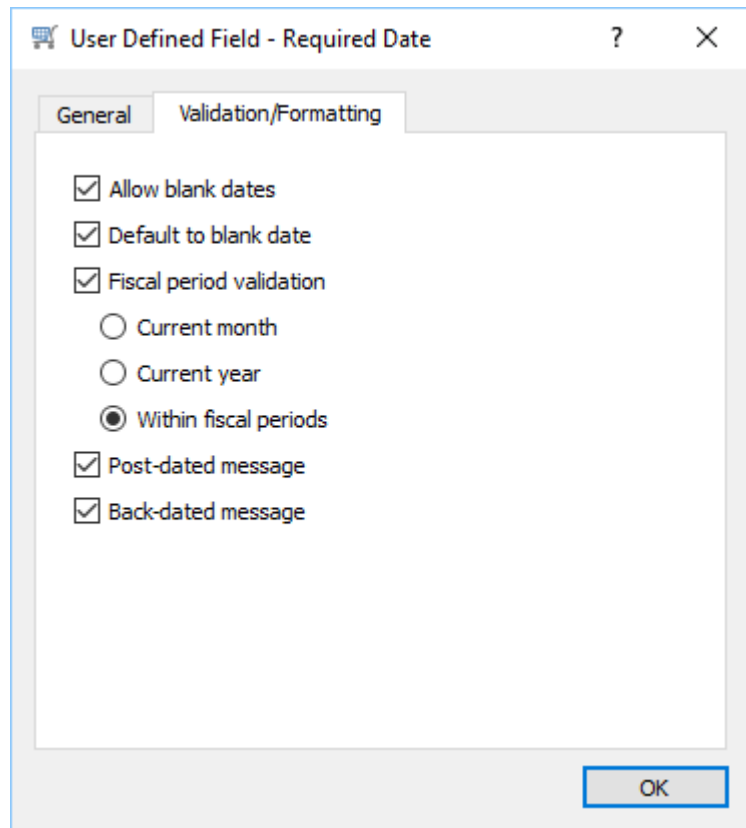 User Defined Field - Required Date ?
General Validation/Formatting
Allow blank dates
Default to blank date
Fiscal period validation
Current month
Current year
Within fiscal periods
Post-dated message
Back-dated message
OK